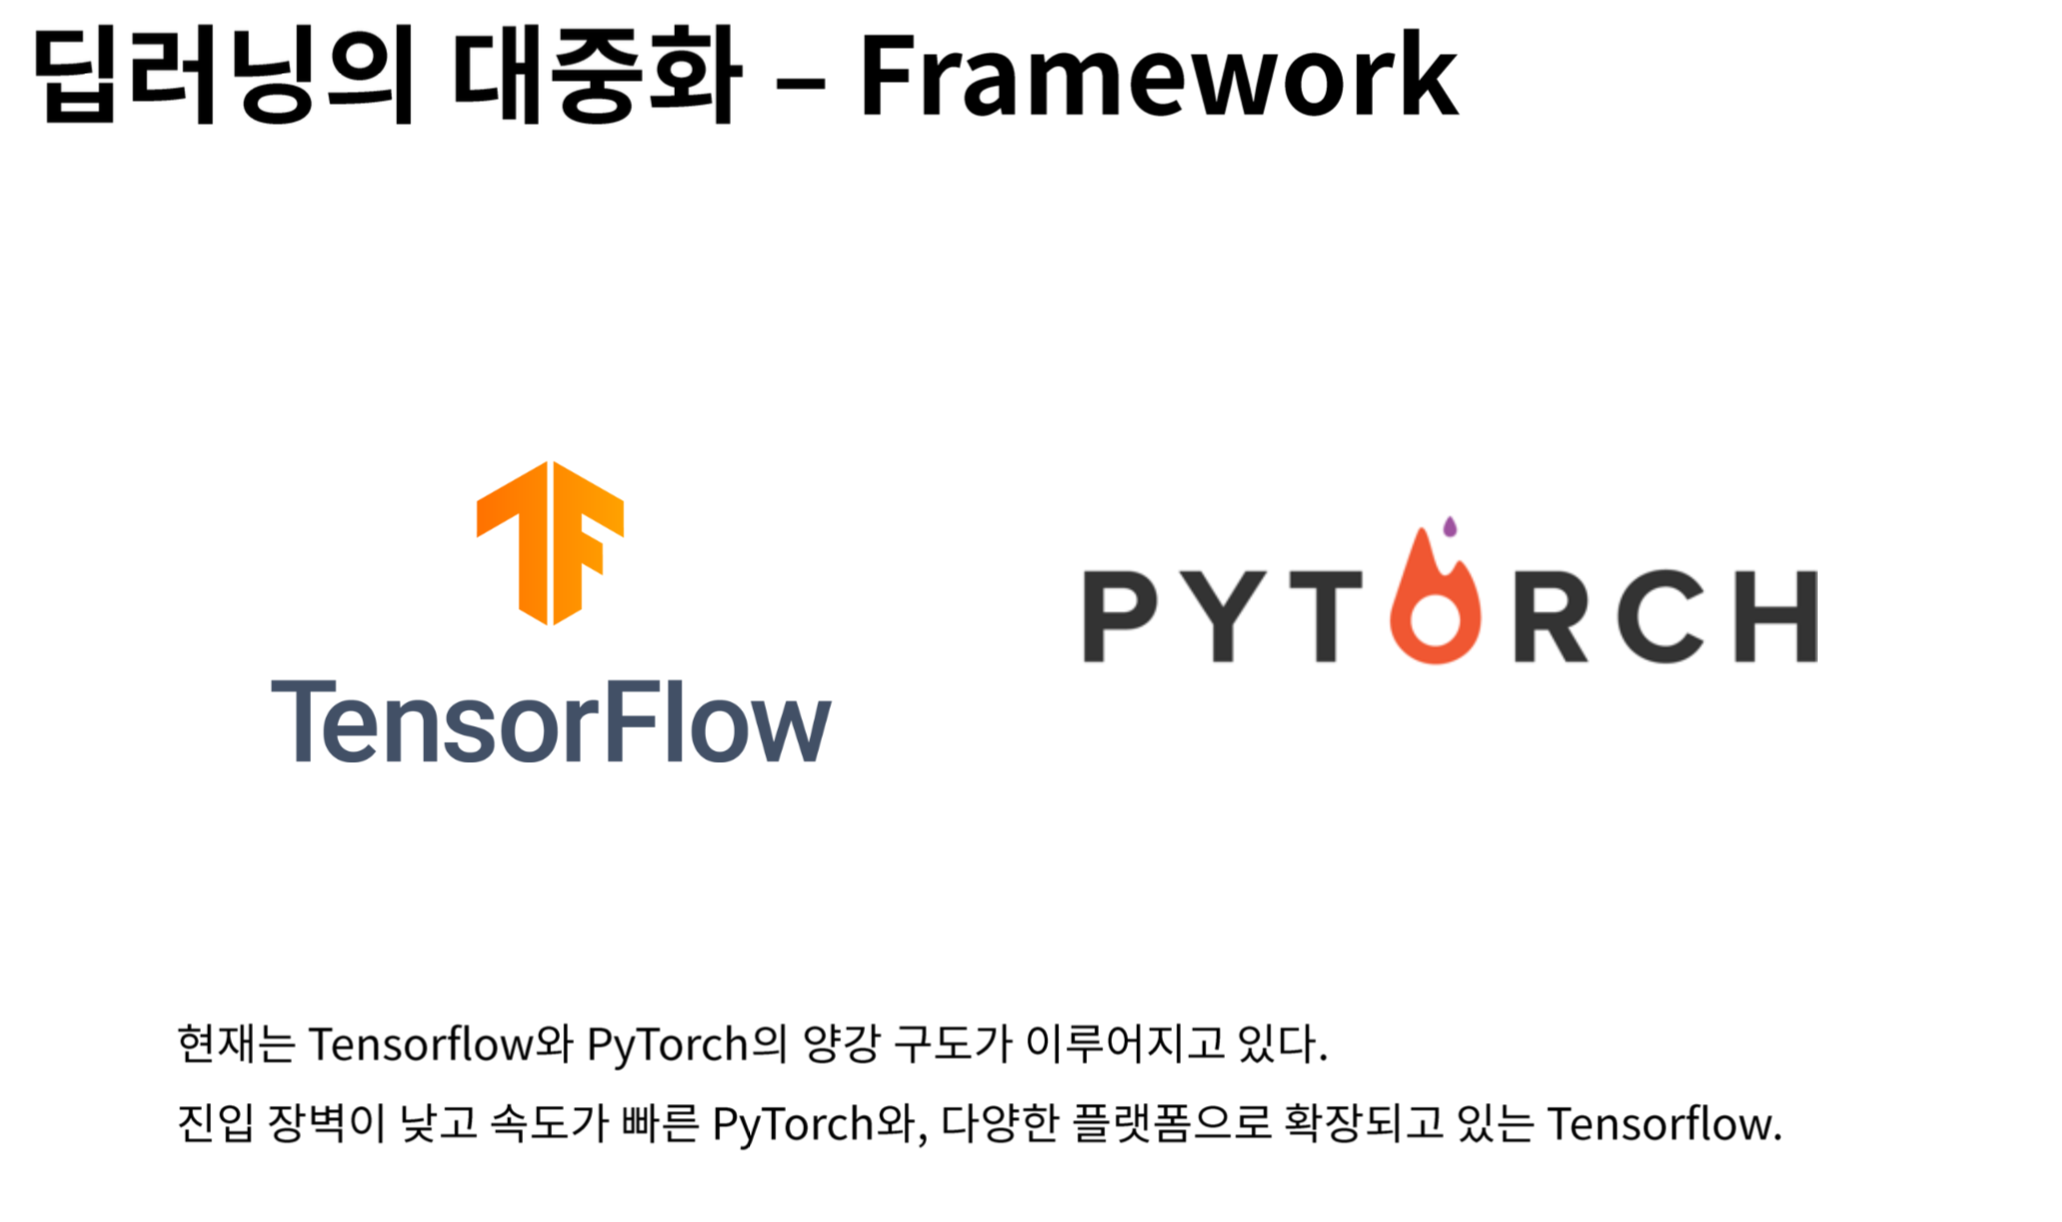 딥러닝의 대중화 – Framework
TensorFlow
PYTORCH
현재는 Tensorflow와 PyTorch의 양강 구도가 이루어지고 있다.
진입 장벽이 낮고 속도가 빠른 PyTorch와, 다양한 플랫폼으로 확장되고 있는 Tensorflow.